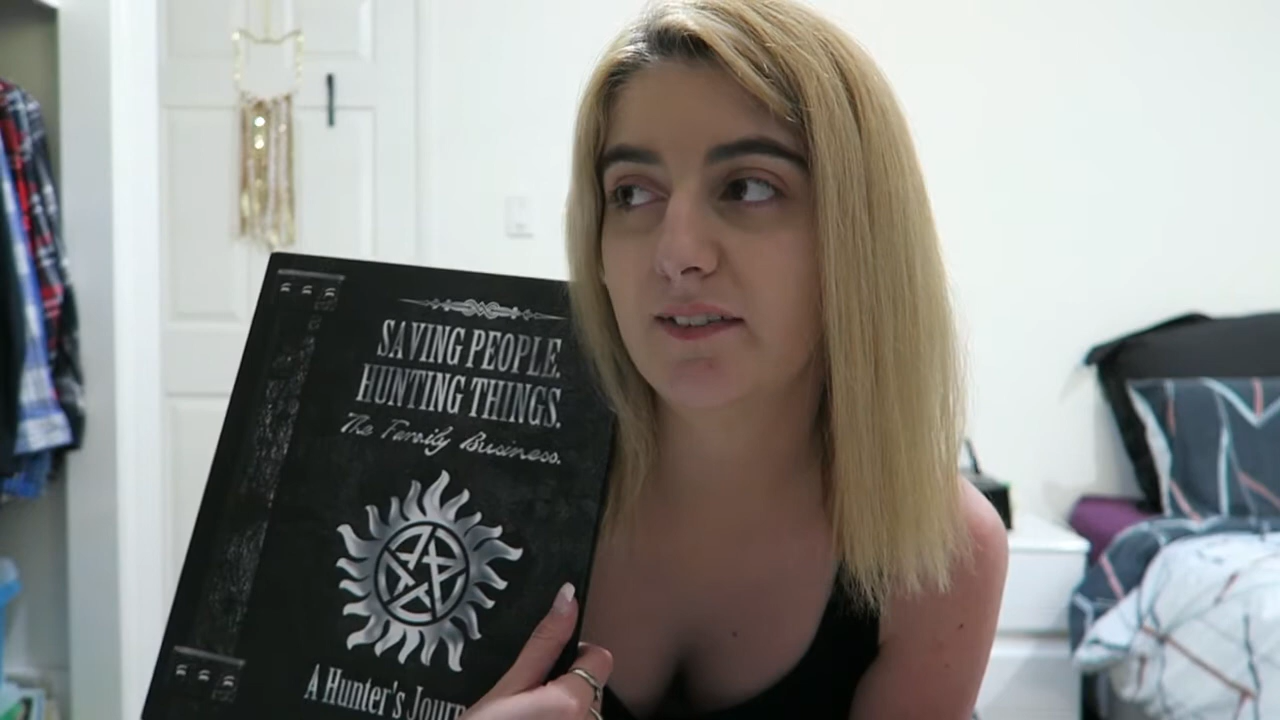 SAVING PEOPLE.
HUNTING THINGS.
The Family Business.
A Hunter's